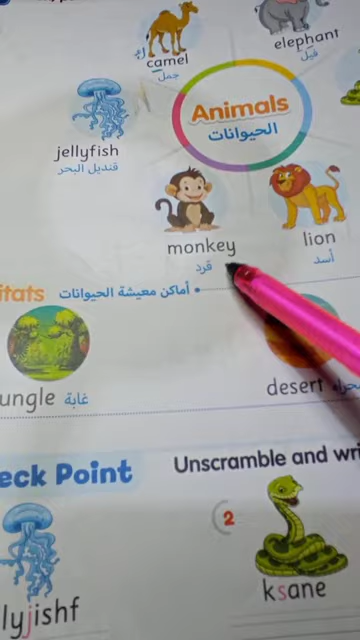 camel
جمل
elephant
فيل
Animals
الحيوانات
jellyfish
قنديل البحر
monkey
قرد
lion
أسد
itats
أماكن معيشة الحيوانات
ungle غابة
desert
eck Point
Unscramble and wri
2
lyjishf
ksane